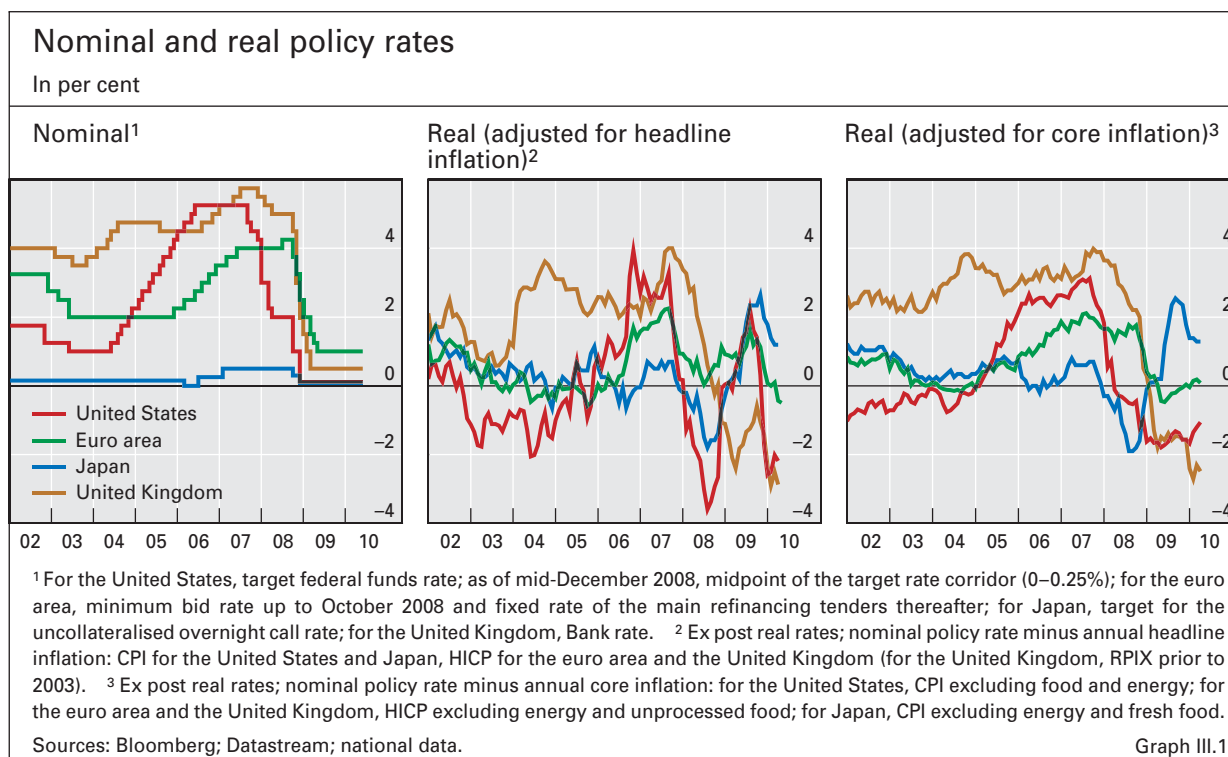 Nominal and real policy rates
In per cent
Nominal¹
Real (adjusted for headline
inflation)²
Real (adjusted for core inflation)³
4
2
0
–2
–4
United States
Euro area
Japan
United Kingdom
02 03 04 05 06 07 08 09 10
4
2
0
–2
–4
02 03 04 05 06 07 08 09 10
4
2
0
–2
–4
02 03 04 05 06 07 08 09 10
¹ For the United States, target federal funds rate; as of mid-December 2008, midpoint of the target rate corridor (0–0.25%); for the euro
area, minimum bid rate up to October 2008 and fixed rate of the main refinancing tenders thereafter; for Japan, target for the
uncollateralised overnight call rate; for the United Kingdom, Bank rate. ² Ex post real rates; nominal policy rate minus annual headline
inflation: CPI for the United States and Japan, HICP for the euro area and the United Kingdom (for the United Kingdom, RPIX prior to
2003). ³ Ex post real rates; nominal policy rate minus annual core inflation: for the United States, CPI excluding food and energy; for
the euro area and the United Kingdom, HICP excluding energy and unprocessed food; for Japan, CPI excluding energy and fresh food.
Sources: Bloomberg; Datastream; national data.
Graph III.1